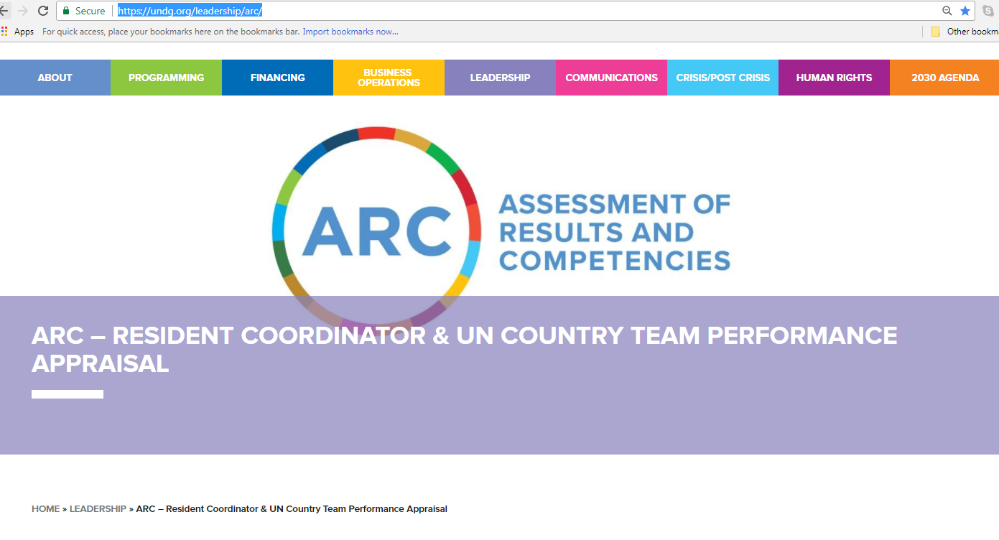 Secure https://undg.org/leadership/arc/
Apps For quick access, place your bookmarks here on the bookmarks bar. Import bookmarks now... Other bookm
ABOUT PROGRAMMING FINANCING BUSINESS OPERATIONS LEADERSHIP COMMUNICATIONS CRISIS/POST CRISIS HUMAN RIGHTS 2030 AGENDA
ARC
ASSESSMENT OF
RESULTS AND
COMPETENCIES
ARC – RESIDENT COORDINATOR & UN COUNTRY TEAM PERFORMANCE
APPRAISAL
HOME » LEADERSHIP » ARC – Resident Coordinator & UN Country Team Performance Appraisal